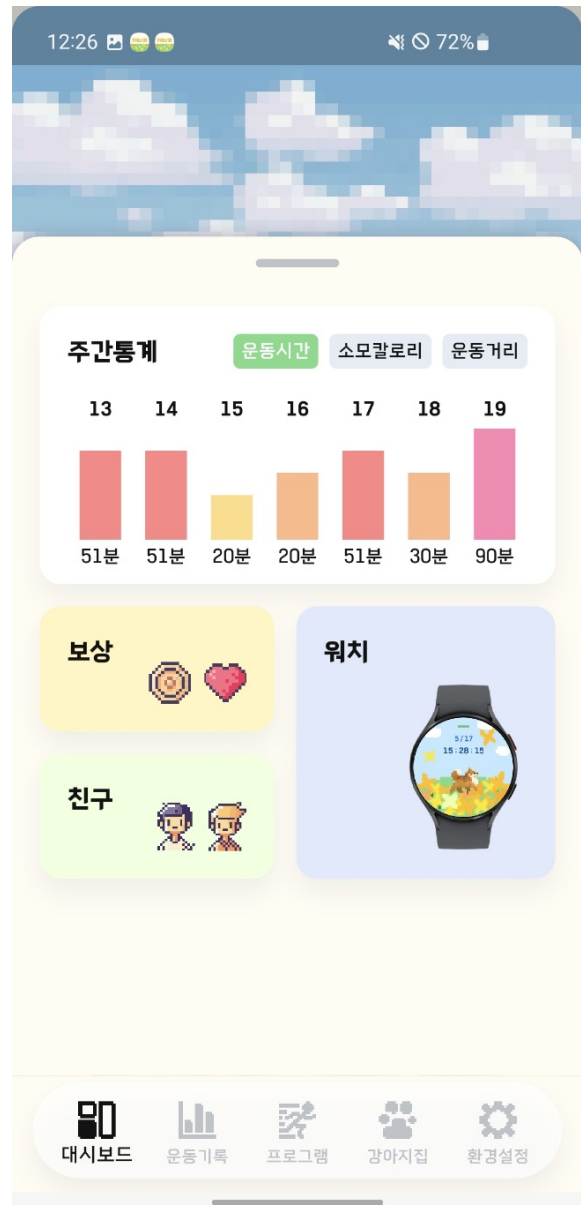 12:26 72%
주간통계 운동시간 소모칼로리 운동거리
13 14 15 16 17 18 19
51분 51분 20분 20분 51분 30분 90분
보상
워치
5/17
15:28:15
친구
대시보드 운동기록 프로그램 강아지집 환경설정